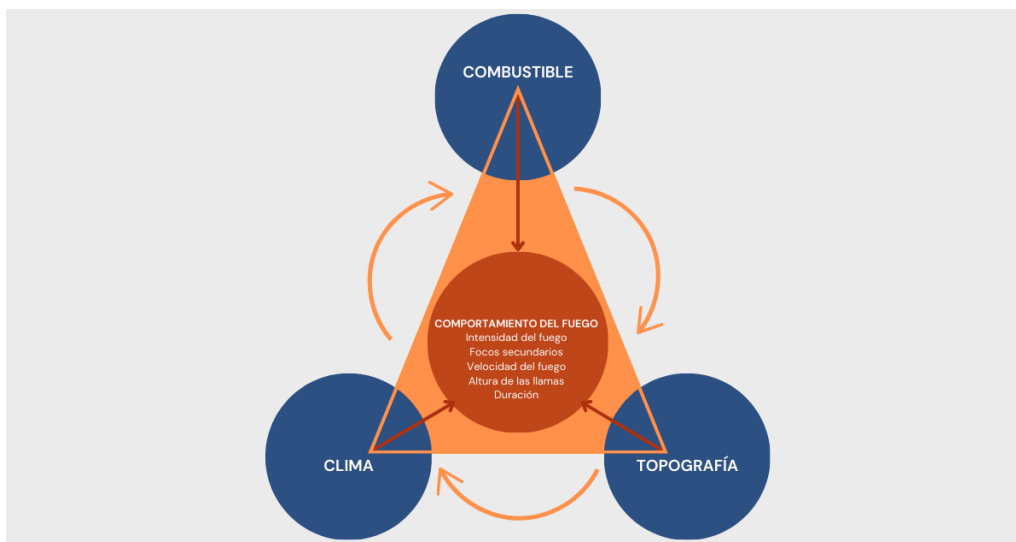 COMBUSTIBLE
COMPORTAMIENTO DEL FUEGO
Intensidad del fuego
Focos secundarios
Velocidad del fuego
Altura de las llamas
Duración
CLIMA
TOPOGRAFÍA